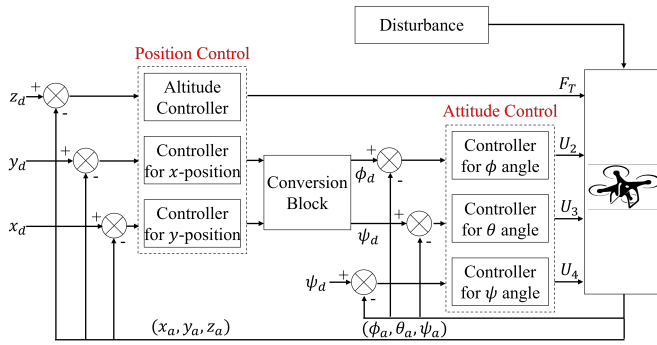 Disturbance
Position Control
z_d
+
-
Altitude
Controller
F_T
Attitude Control
y_d
+
-
Controller
for x-position
ϕ_d
+
-
Controller
for ϕ angle
U_2
Conversion
Block
x_d
+
-
Controller
for y-position
ψ_d
+
-
Controller
for θ angle
U_3
ψ_d
+
-
Controller
for ψ angle
U_4
(x_a, y_a, z_a)
(ϕ_a, θ_a, ψ_a)